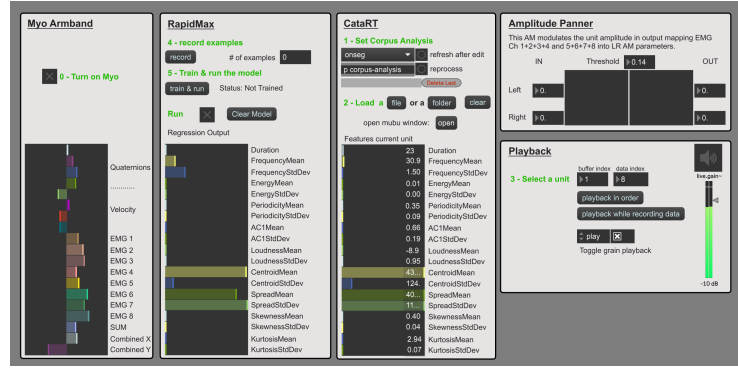 Myo Armband
0 - Turn on Myo
Quaternions
............
Velocity
EMG 1
EMG 2
EMG 3
EMG 4
EMG 5
EMG 6
EMG 7
EMG 8
SUM
Combined X
Combined Y
RapidMax
4 - record examples
record # of examples 0
5 - Train & run the model
train & run Status: Not Trained
Run Clear Model
Regression Output
Duration
FrequencyMean
FrequencyStdDev
EnergyMean
EnergyStdDev
PeriodicityMean
PeriodicityStdDev
AC1Mean
AC1StdDev
LoudnessMean
LoudnessStdDev
CentroidMean
CentroidStdDev
SpreadMean
SpreadStdDev
SkewnessMean
SkewnessStdDev
KurtosisMean
KurtosisStdDev
CataRT
1 - Set Corpus Analysis
onseg refresh after edit
p corpus-analysis reprocess
Delete Last
2 - Load a file or a folder clear
open mubu window: open
Features current unit
23 Duration
30.9 FrequencyMean
1.50 FrequencyStdDev
0.01 EnergyMean
0.00 EnergyStdDev
0.35 PeriodicityMean
0.09 PeriodicityStdDev
0.66 AC1Mean
0.19 AC1StdDev
-8.9 LoudnessMean
0.95 LoudnessStdDev
43... CentroidMean
124. CentroidStdDev
40... SpreadMean
11... SpreadStdDev
0.40 SkewnessMean
0.04 SkewnessStdDev
2.94 KurtosisMean
0.07 KurtosisStdDev
Amplitude Panner
This AM modulates the unit amplitude in output mapping EMG
Ch 1+2+3+4 and 5+6+7+8 into LR AM parameters.
IN Threshold 0.14 OUT
Left 0. 0.
Right 0. 0.
Playback
buffer index data index live.gain~
3 - Select a unit 1 8
playback in order
playback while recording data
play
Toggle grain playback
-10 dB